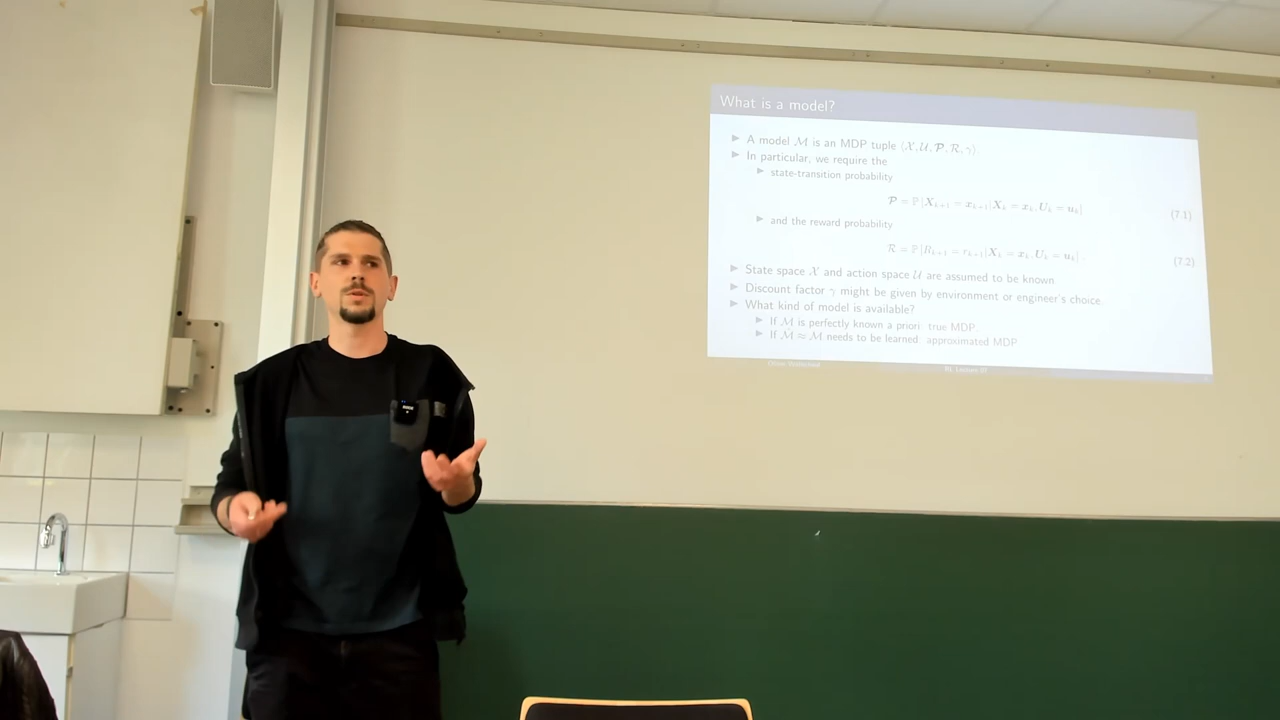 What is a model?
▶ A model ℳ is an MDP tuple ⟨𝒳, 𝒰, 𝓟, ℛ, γ⟩.
▶ In particular, we require the
▶ state-transition probability
𝓟 = ℙ[X_{k+1} = x_{k+1}|X_k = x_k, U_k = u_k] (7.1)
▶ and the reward probability
ℛ = ℙ[R_{k+1} = r_{k+1}|X_k = x_k, U_k = u_k] . (7.2)
▶ State space 𝒳 and action space 𝒰 are assumed to be known
▶ Discount factor γ might be given by environment or engineer's choice
▶ What kind of model is available?
▶ If ℳ is perfectly known a priori: true MDP.
▶ If ℳ̂ ≈ ℳ needs to be learned: approximated MDP
RL Lecture 07